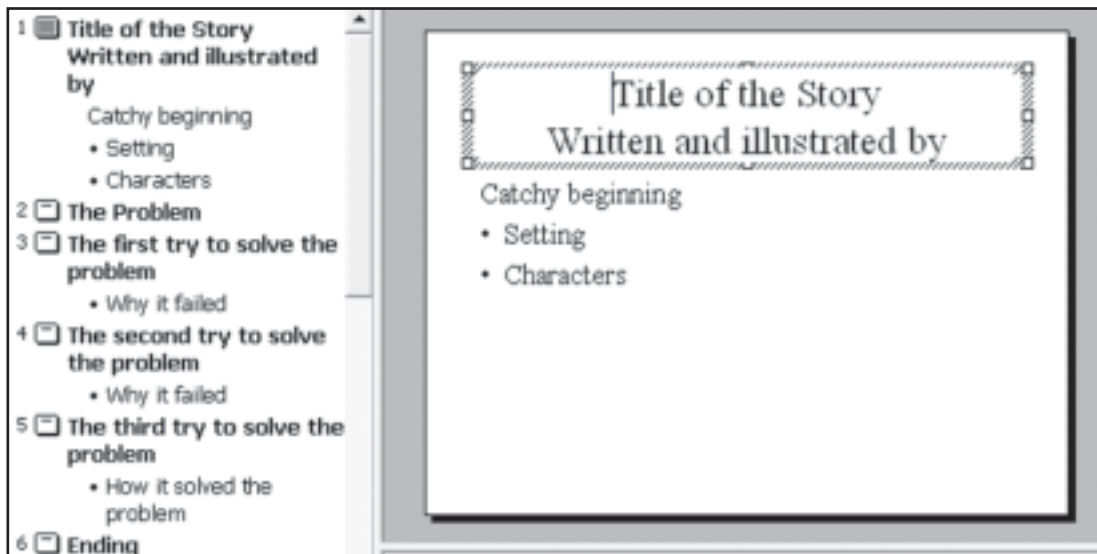 1 Title of the Story
Written and illustrated
by
Catchy beginning
• Setting
• Characters
2 The Problem
3 The first try to solve the
problem
• Why it failed
4 The second try to solve
the problem
• Why it failed
5 The third try to solve the
problem
• How it solved the
problem
6 Ending
Title of the Story
Written and illustrated by
Catchy beginning
• Setting
• Characters